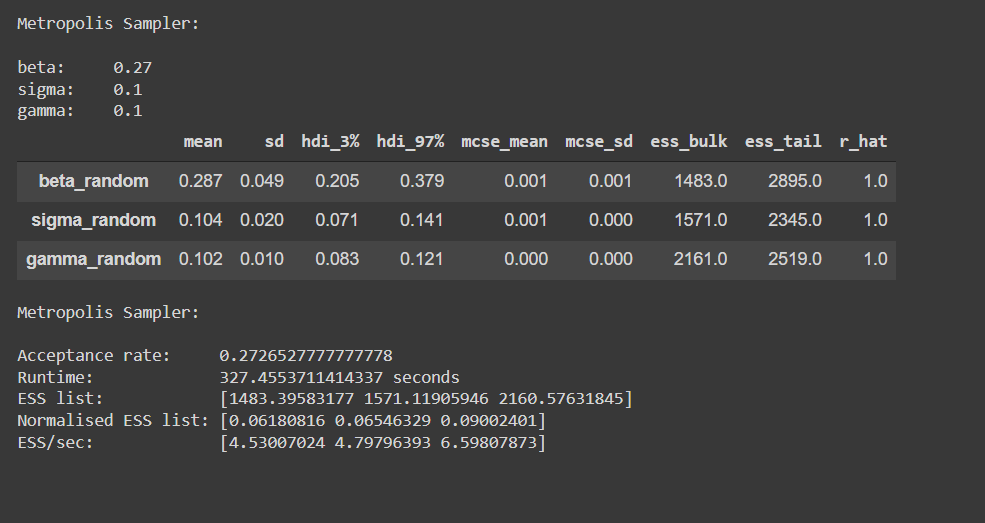 Metropolis Sampler:
beta: 0.27
sigma: 0.1
gamma: 0.1
mean sd hdi_3% hdi_97% mcse_mean mcse_sd ess_bulk ess_tail r_hat
beta_random 0.287 0.049 0.205 0.379 0.001 0.001 1483.0 2895.0 1.0
sigma_random 0.104 0.020 0.071 0.141 0.001 0.000 1571.0 2345.0 1.0
gamma_random 0.102 0.010 0.083 0.121 0.000 0.000 2161.0 2519.0 1.0
Metropolis Sampler:
Acceptance rate: 0.2726527777777778
Runtime: 327.4553711414337 seconds
ESS list: [1483.39583177 1571.11905946 2160.57631845]
Normalised ESS list: [0.06180816 0.06546329 0.09002401]
ESS/sec: [4.53007024 4.79796393 6.59807873]